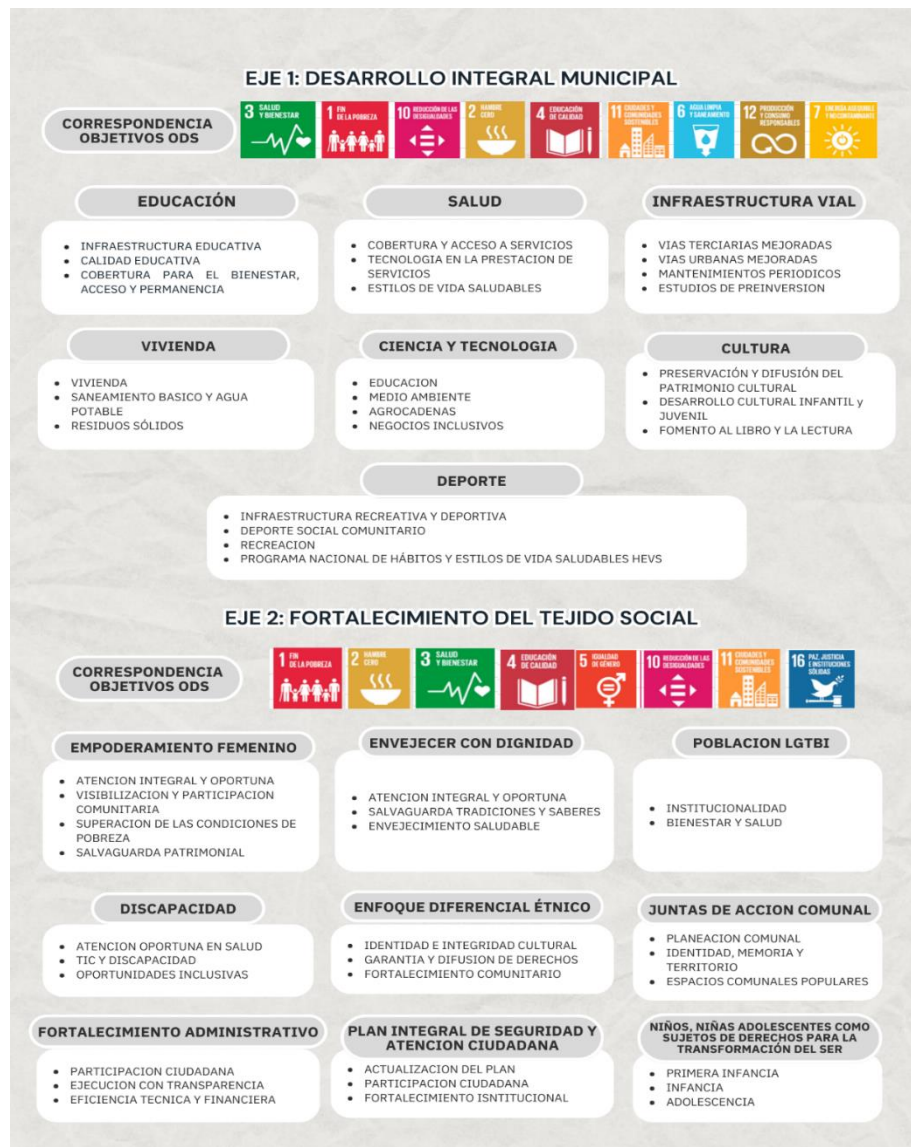 EJE 1: DESARROLLO INTEGRAL MUNICIPAL
CORRESPONDENCIA
OBJETIVOS ODS
3 SALUD
Y BIENESTAR
1 FIN
DE LA POBREZA
10 REDUCCIÓN DE LAS
DESIGUALDADES
2 HAMBRE
CERO
4 EDUCACIÓN
DE CALIDAD
11 CIUDADES Y
COMUNIDADES
SOSTENIBLES
6 AGUA LIMPIA
Y SANEAMIENTO
12 PRODUCCIÓN
Y CONSUMO
RESPONSABLES
7 ENERGÍA ASEQUIBLE
Y NO CONTAMINANTE
EDUCACIÓN
• INFRAESTRUCTURA EDUCATIVA
• CALIDAD EDUCATIVA
• COBERTURA PARA EL BIENESTAR,
ACCESO Y PERMANENCIA
SALUD
• COBERTURA Y ACCESO A SERVICIOS
• TECNOLOGIA EN LA PRESTACION DE
SERVICIOS
• ESTILOS DE VIDA SALUDABLES
INFRAESTRUCTURA VIAL
• VIAS TERCIARIAS MEJORADAS
• VIAS URBANAS MEJORADAS
• MANTENIMIENTOS PERIODICOS
• ESTUDIOS DE PREINVERSION
VIVIENDA
• VIVIENDA
• SANEAMIENTO BASICO Y AGUA
POTABLE
• RESIDUOS SÓLIDOS
CIENCIA Y TECNOLOGIA
• EDUCACION
• MEDIO AMBIENTE
• AGROCADENAS
• NEGOCIOS INCLUSIVOS
CULTURA
• PRESERVACIÓN Y DIFUSIÓN DEL
PATRIMONIO CULTURAL
• DESARROLLO CULTURAL INFANTIL y
JUVENIL
• FOMENTO AL LIBRO Y LA LECTURA
DEPORTE
• INFRAESTRUCTURA RECREATIVA Y DEPORTIVA
• DEPORTE SOCIAL COMUNITARIO
• RECREACION
• PROGRAMA NACIONAL DE HÁBITOS Y ESTILOS DE VIDA SALUDABLES HEVS
EJE 2: FORTALECIMIENTO DEL TEJIDO SOCIAL
CORRESPONDENCIA
OBJETIVOS ODS
1 FIN
DE LA POBREZA
2 HAMBRE
CERO
3 SALUD
Y BIENESTAR
4 EDUCACIÓN
DE CALIDAD
5 IGUALDAD
DE GÉNERO
10 REDUCCIÓN DE LAS
DESIGUALDADES
11 CIUDADES Y
COMUNIDADES
SOSTENIBLES
16 PAZ, JUSTICIA
E INSTITUCIONES
SÓLIDAS
EMPODERAMIENTO FEMENINO
• ATENCION INTEGRAL Y OPORTUNA
• VISIBILIZACION Y PARTICIPACION
COMUNITARIA
• SUPERACION DE LAS CONDICIONES DE
POBREZA
• SALVAGUARDA PATRIMONIAL
ENVEJECER CON DIGNIDAD
• ATENCION INTEGRAL Y OPORTUNA
• SALVAGUARDA TRADICIONES Y SABERES
• ENVEJECIMIENTO SALUDABLE
POBLACION LGTBI
• INSTITUCIONALIDAD
• BIENESTAR Y SALUD
DISCAPACIDAD
• ATENCION OPORTUNA EN SALUD
• TIC Y DISCAPACIDAD
• OPORTUNIDADES INCLUSIVAS
ENFOQUE DIFERENCIAL ÉTNICO
• IDENTIDAD E INTEGRIDAD CULTURAL
• GARANTIA Y DIFUSION DE DERECHOS
• FORTALECIMIENTO COMUNITARIO
JUNTAS DE ACCION COMUNAL
• PLANEACION COMUNAL
• IDENTIDAD, MEMORIA Y
TERRITORIO
• ESPACIOS COMUNALES POPULARES
FORTALECIMIENTO ADMINISTRATIVO
• PARTICIPACION CIUDADANA
• EJECUCION CON TRANSPARENCIA
• EFICIENCIA TECNICA Y FINANCIERA
PLAN INTEGRAL DE SEGURIDAD Y
ATENCION CIUDADANA
• ACTUALIZACION DEL PLAN
• PARTICIPACION CIUDADANA
• FORTALECIMIENTO ISNTITUCIONAL
NIÑOS, NIÑAS ADOLESCENTES COMO
SUJETOS DE DERECHOS PARA LA
TRANSFORMACIÓN DEL SER
• PRIMERA INFANCIA
• INFANCIA
• ADOLESCENCIA